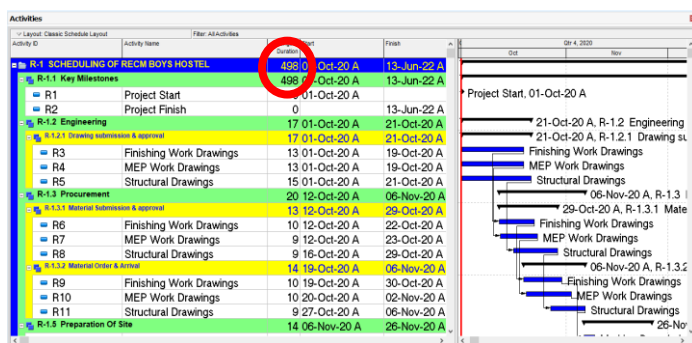 Activities
Layout: Classic Schedule Layout Filter: All Activities
Activity ID Activity Name Duration Start Finish Qtr 4, 2020
Oct Nov
R-1 SCHEDULING OF RECM BOYS HOSTEL 498 01-Oct-20 A 13-Jun-22 A
R-1.1 Key Milestones 498 01-Oct-20 A 13-Jun-22 A
R1 Project Start 0 01-Oct-20 A Project Start, 01-Oct-20 A
R2 Project Finish 0 13-Jun-22 A
R-1.2 Engineering 17 01-Oct-20 A 21-Oct-20 A 21-Oct-20 A, R-1.2 Engineering
R-1.2.1 Drawing submission & approval 17 01-Oct-20 A 21-Oct-20 A 21-Oct-20 A, R-1.2.1 Drawing su
R3 Finishing Work Drawings 13 01-Oct-20 A 19-Oct-20 A Finishing Work Drawings
R4 MEP Work Drawings 13 01-Oct-20 A 19-Oct-20 A MEP Work Drawings
R5 Structural Drawings 15 01-Oct-20 A 21-Oct-20 A Structural Drawings
R-1.3 Procurement 20 12-Oct-20 A 06-Nov-20 A 06-Nov-20 A, R-1.3
R-1.3.1 Material Submission & approval 13 12-Oct-20 A 29-Oct-20 A 29-Oct-20 A, R-1.3.1 Mate
R6 Finishing Work Drawings 10 12-Oct-20 A 22-Oct-20 A Finishing Work Drawings
R7 MEP Work Drawings 9 12-Oct-20 A 23-Oct-20 A MEP Work Drawings
R8 Structural Drawings 9 16-Oct-20 A 29-Oct-20 A Structural Drawings
R-1.3.2 Material Order & Arrival 14 19-Oct-20 A 06-Nov-20 A 06-Nov-20 A, R-1.3.2
R9 Finishing Work Drawings 10 19-Oct-20 A 30-Oct-20 A Finishing Work Drawings
R10 MEP Work Drawings 10 20-Oct-20 A 02-Nov-20 A MEP Work Drawings
R11 Structural Drawings 9 27-Oct-20 A 06-Nov-20 A Structural Drawings
R-1.5 Preparation Of Site 14 06-Nov-20 A 26-Nov-20 A 26-No